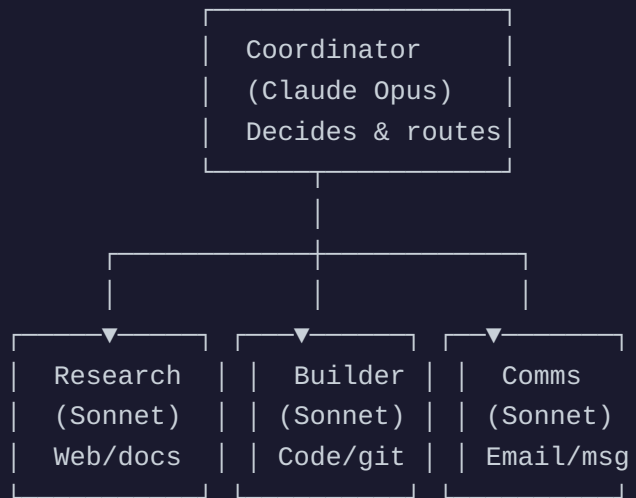 Coordinator
(Claude Opus)
Decides & routes
Research Builder Comms
(Sonnet) (Sonnet) (Sonnet)
Web/docs Code/git Email/msg